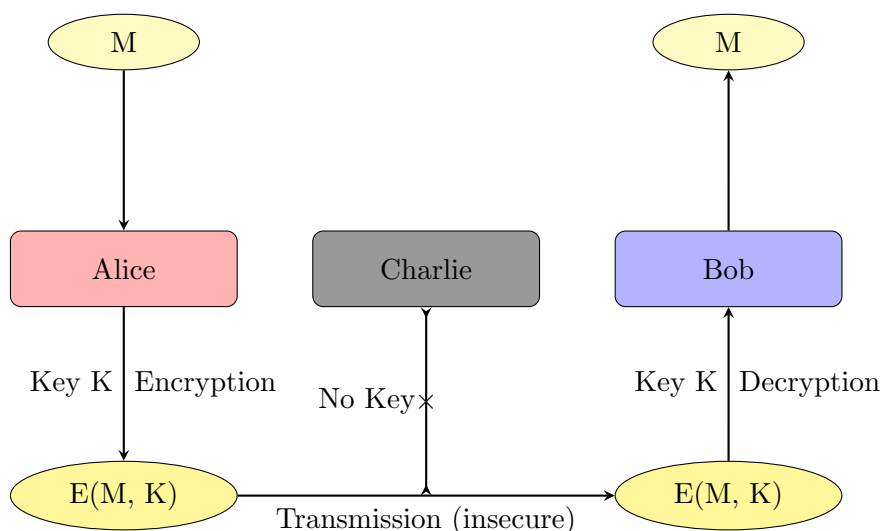 M
M
Alice
Charlie
Bob
Key K
Encryption
No Key
Key K
Decryption
E(M, K)
Transmission (insecure)
E(M, K)